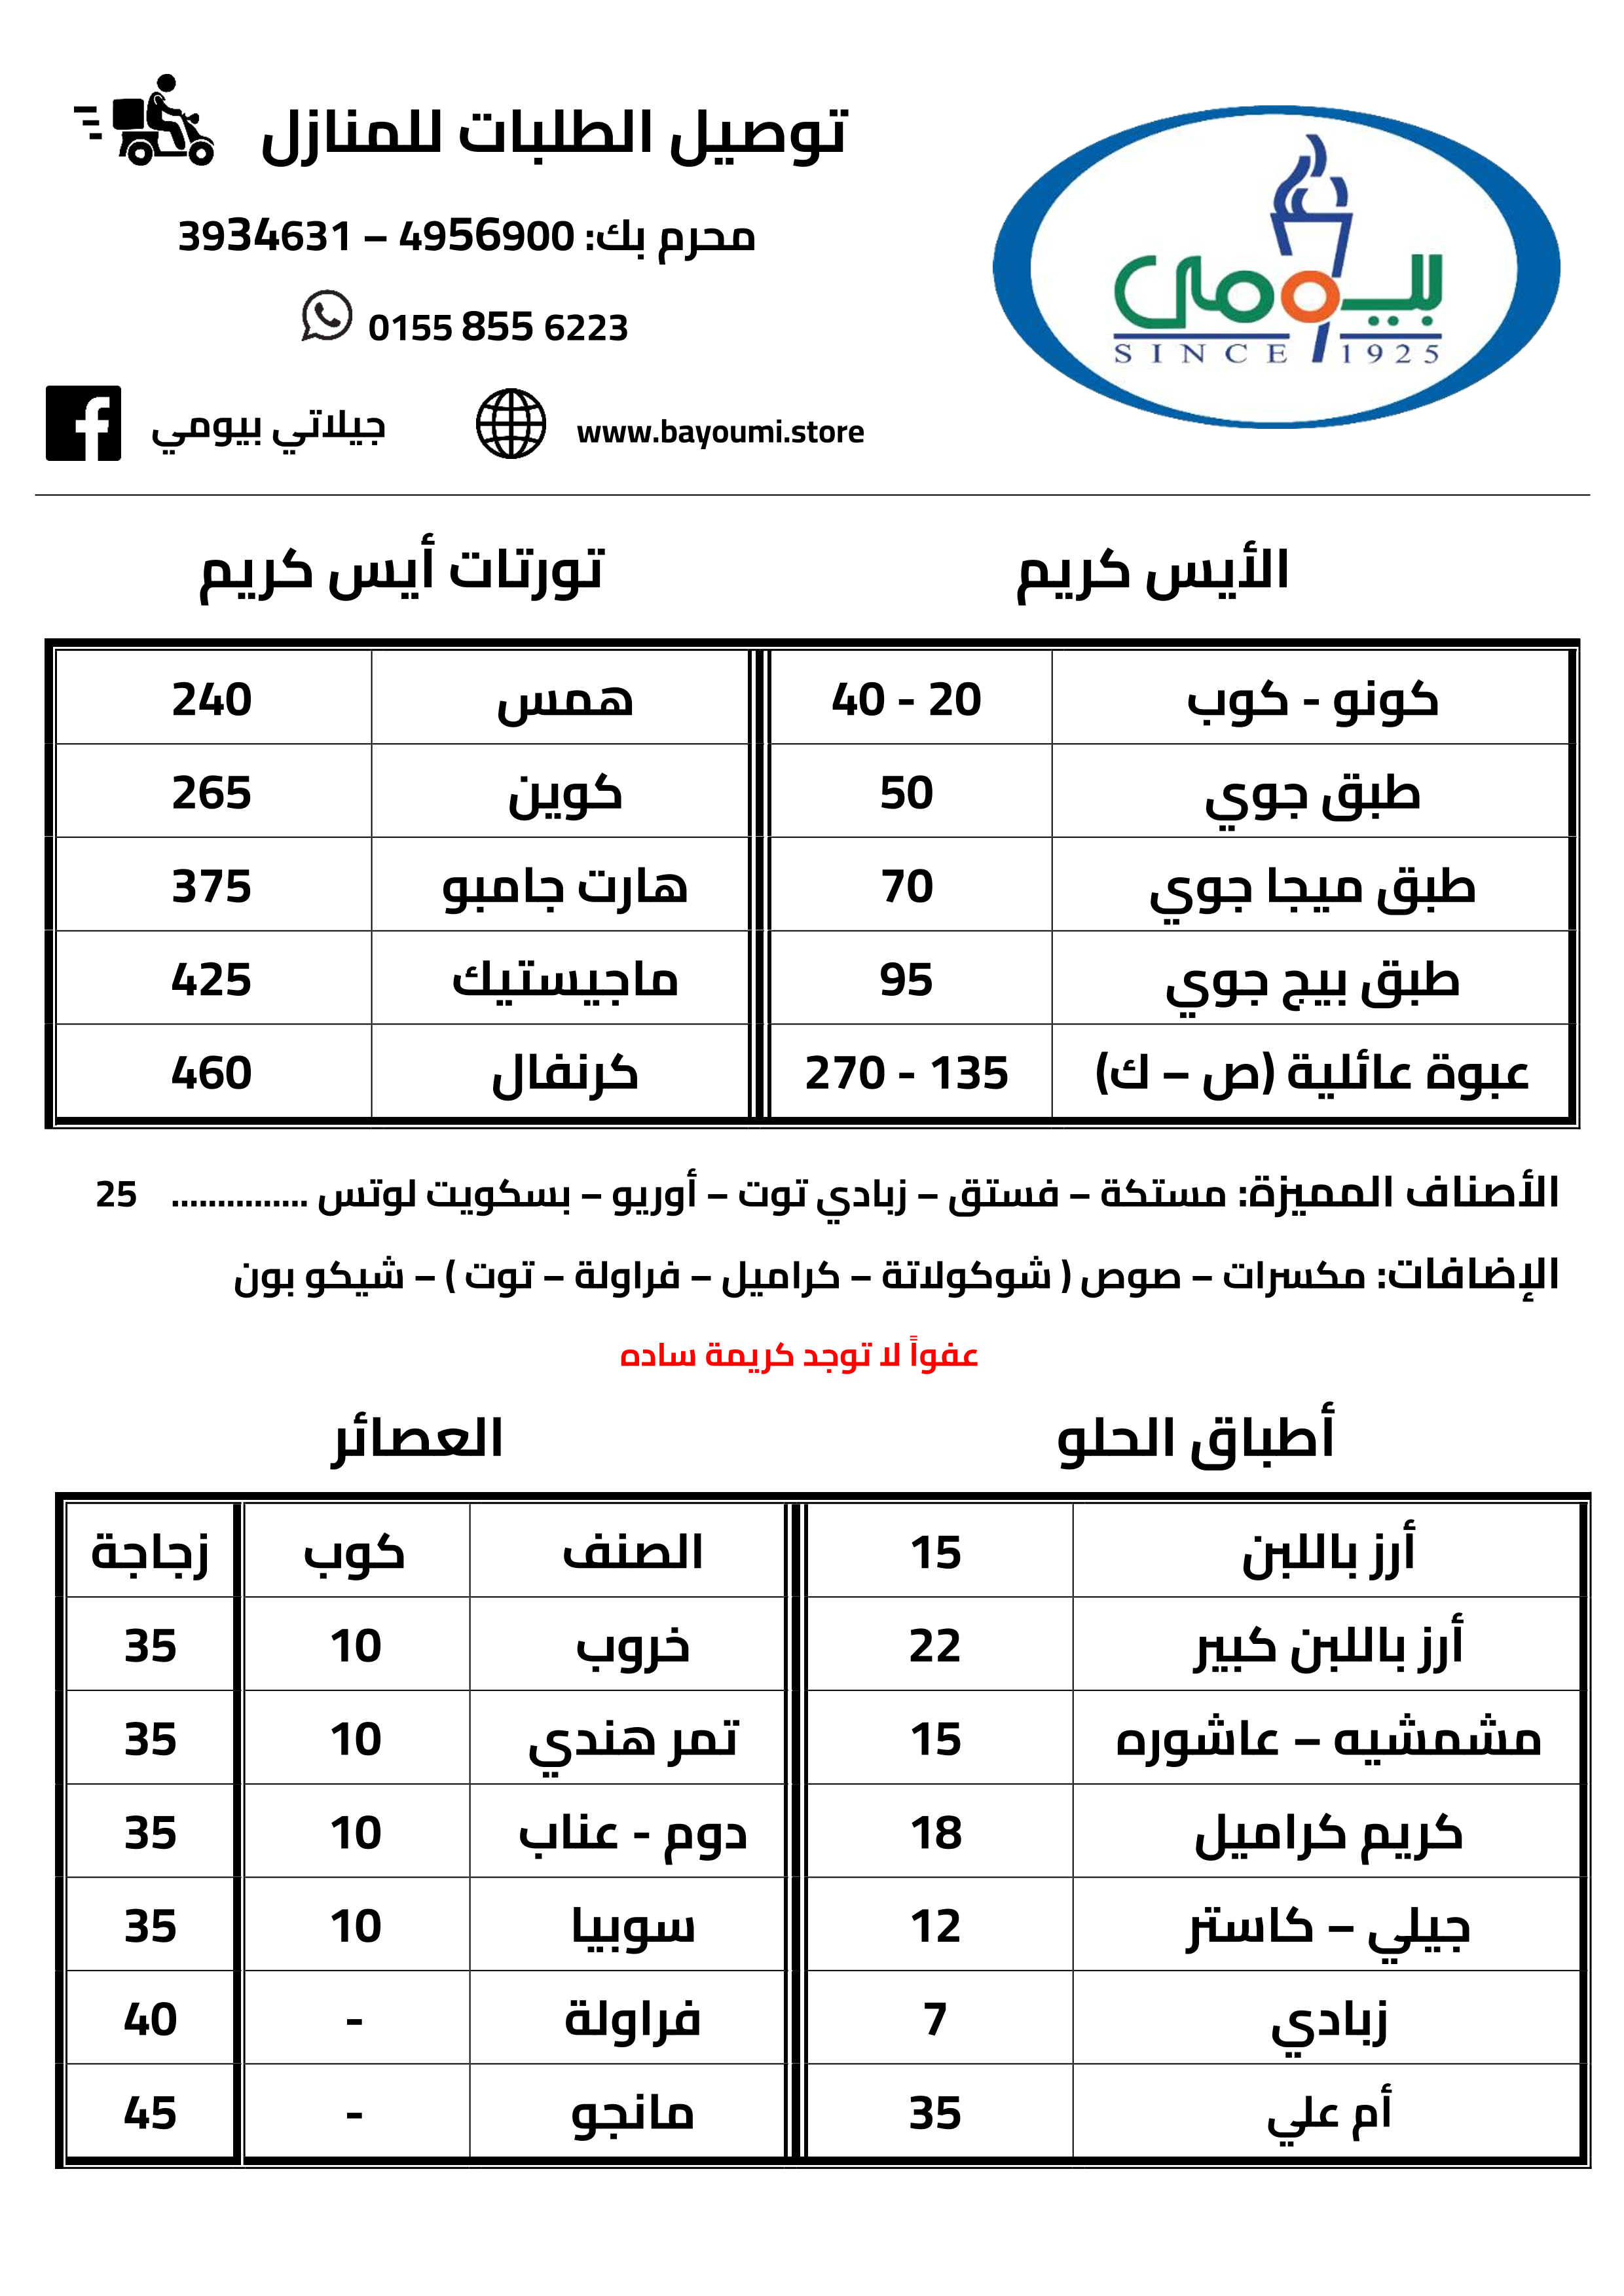 توصيل الطلبات للمنازل
محرم بك: 4956900 – 3934631
0155 855 6223
جيلاتي بيومي
www.bayoumi.store
بيومى
SINCE 1925
الأيس كريم
كونو - كوب 20 - 40
طبق جوي 50
طبق ميجا جوي 70
طبق بيج جوي 95
عبوة عائلية (ص – ك) 135 - 270
تورتات أيس كريم
همس 240
كوين 265
هارت جامبو 375
ماجيستيك 425
كرنفال 460
الأصناف المميزة: مستكة – فستق – زبادي توت – أوريو – بسكويت لوتس ............... 25
الإضافات: مكسرات – صوص ( شوكولاتة – كراميل – فراولة – توت ) – شيكو بون
عفواً لا توجد كريمة ساده
أطباق الحلو
أرز باللبن 15
أرز باللبن كبير 22
مشمشيه – عاشوره 15
كريم كراميل 18
جيلي – كاستر 12
زبادي 7
أم علي 35
العصائر
الصنف كوب زجاجة
خروب 10 35
تمر هندي 10 35
دوم - عناب 10 35
سوبيا 10 35
فراولة - 40
مانجو - 45